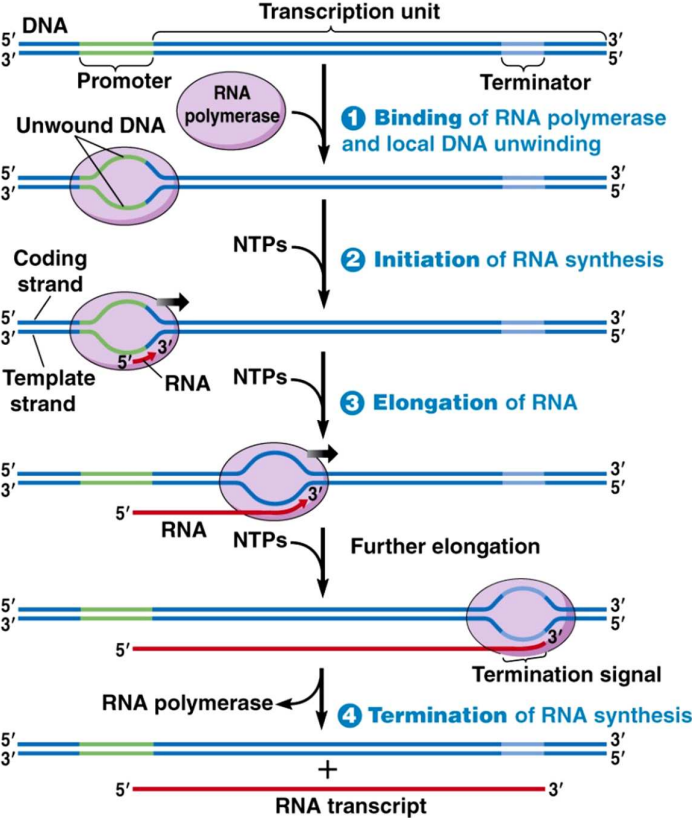 Transcription unit
DNA
5′ 3′
3′ 5′
Promoter
Terminator
RNA
polymerase
1 Binding of RNA polymerase
and local DNA unwinding
Unwound DNA
5′ 3′
3′ 5′
NTPs
2 Initiation of RNA synthesis
Coding
strand
5′ 3′
3′ 5′
5′ 3′
RNA
Template
strand
NTPs
3 Elongation of RNA
5′ 3′
3′ 5′
3′
5′
RNA
NTPs
Further elongation
5′ 3′
3′ 5′
3′
5′
Termination signal
RNA polymerase
4 Termination of RNA synthesis
5′ 3′
3′ 5′
+
5′ 3′
RNA transcript